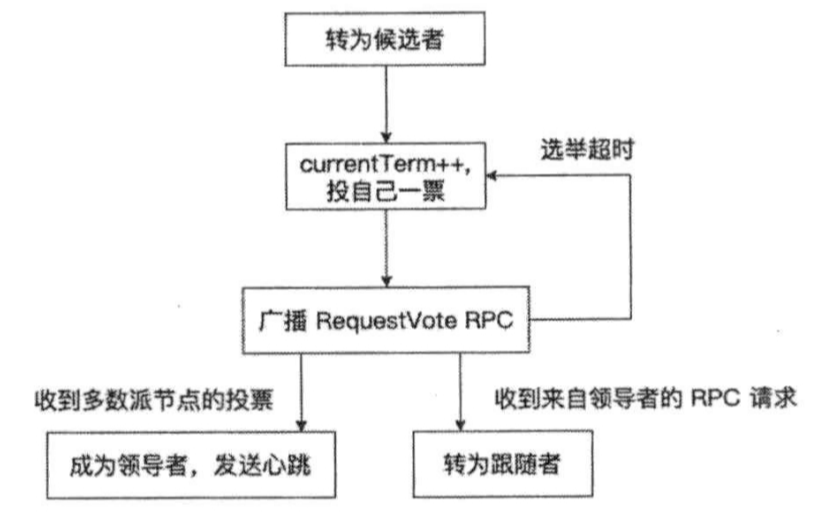 转为候选者
currentTerm++，
投自己一票
选举超时
广播 RequestVote RPC
收到多数派节点的投票
收到来自领导者的 RPC 请求
成为领导者，发送心跳
转为跟随者